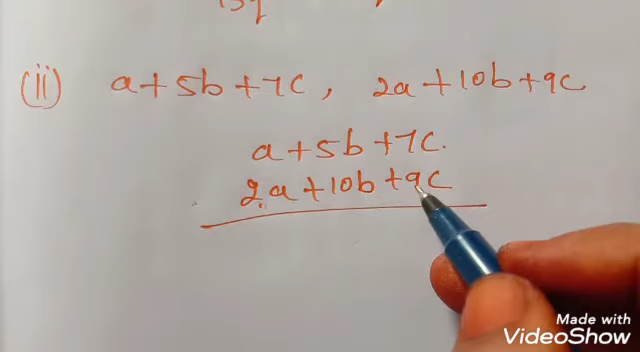 (ii) a+5b+7c, 2a+10b+9c
a+5b+7c.
2a+10b+9c
Made with
VideoShow